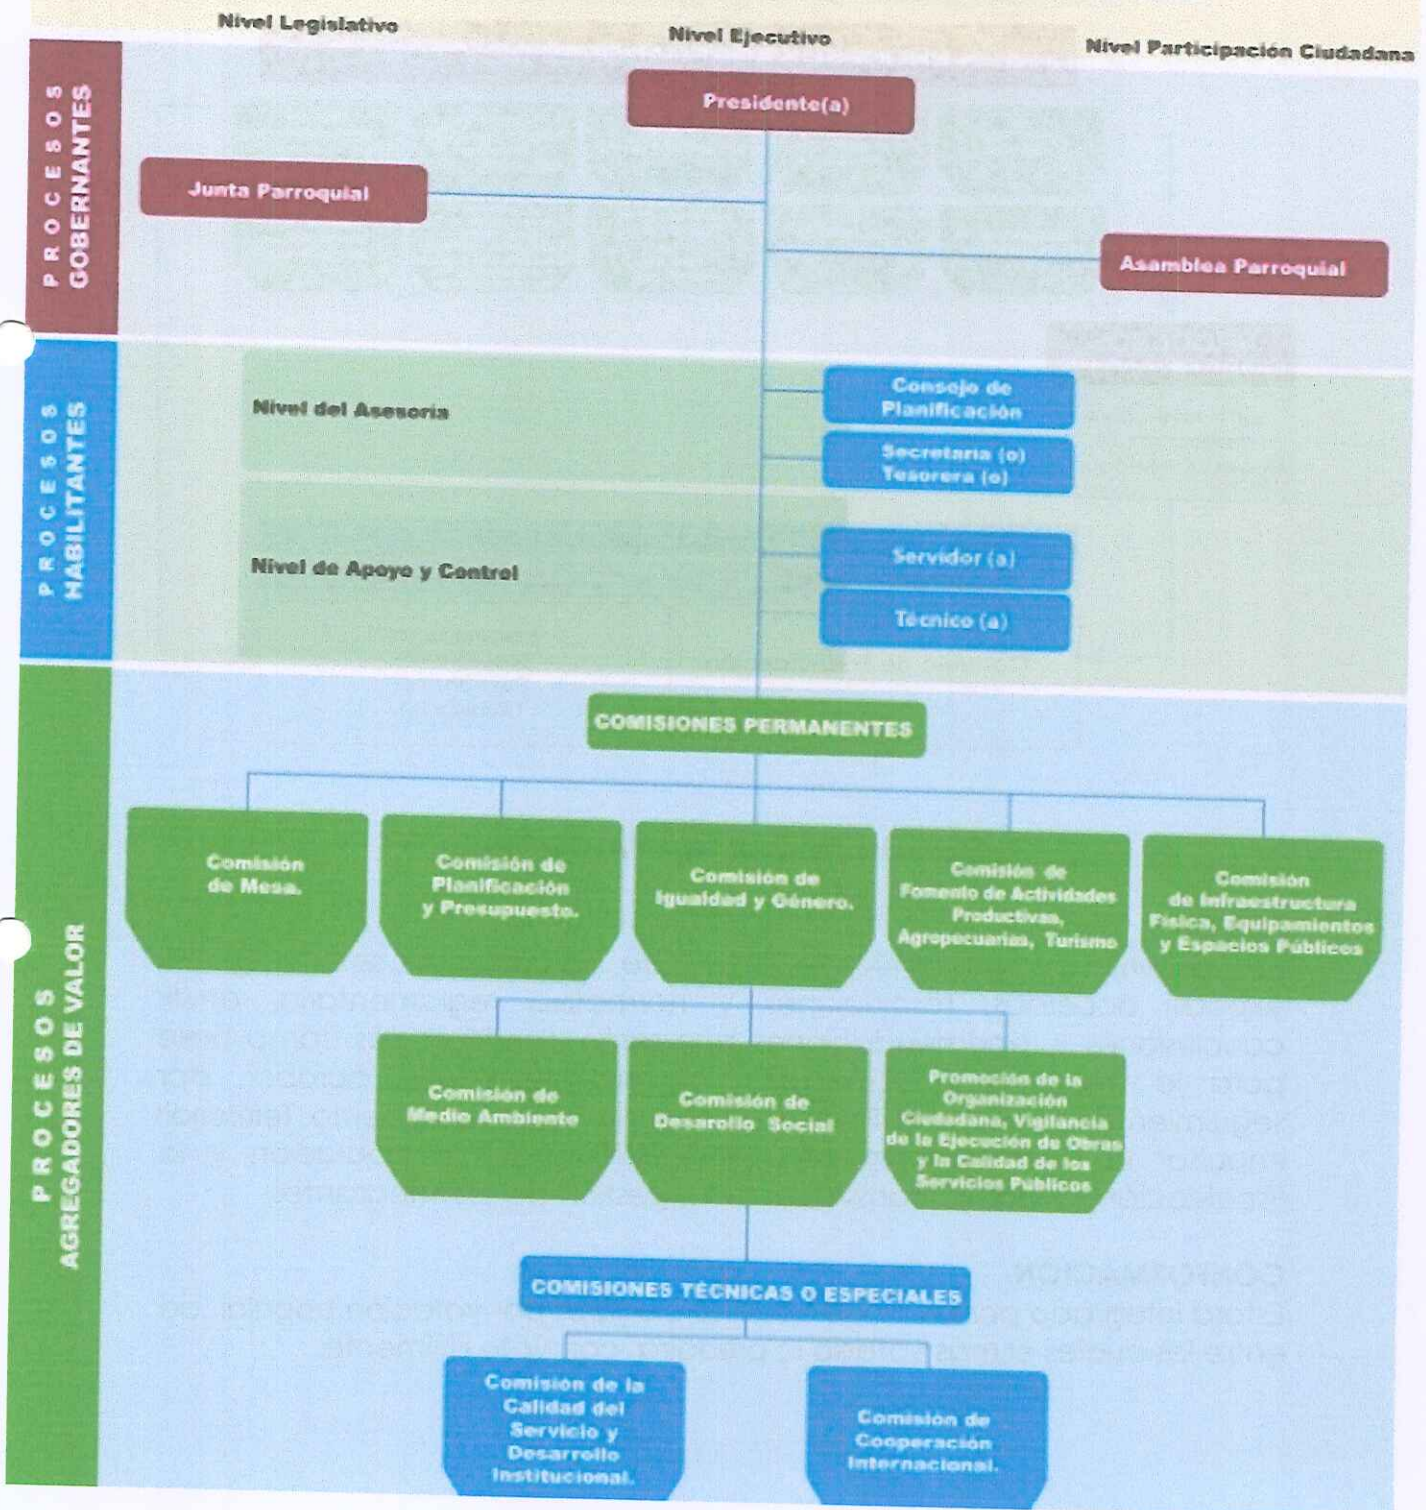 Nivel Legislativo
Nivel Ejecutivo
Nivel Participación Ciudadana
PROCESOS
GOBERNANTES
Presidente(a)
Junta Parroquial
Asamblea Parroquial
PROCESOS
HABILITANTES
Nivel del Asesoria
Consejo de
Planificación
Secretaria (o)
Tesorera (o)
Nivel de Apoyo y Control
Servidor (a)
Técnico (a)
PROCESOS
AGREGADORES DE VALOR
COMISIONES PERMANENTES
Comisión
de Mesa.
Comisión de
Planificación
y Presupuesto.
Comisión de
Igualdad y Género.
Comisión de
Fomento de Actividades
Productivas,
Agropecuarias, Turismo
Comisión
de Infraestructura
Física, Equipamientos
y Espacios Públicos
Comisión de
Medio Ambiente
Comisión de
Desarollo Social
Promoción de la
Organización
Ciudadana, Vigilancia
de la Ejecución de Obras
y la Calidad de los
Servicios Públicos
COMISIONES TÉCNICAS O ESPECIALES
Comisión de la
Calidad del
Servicio y
Desarrollo
Institucional.
Comisión de
Cooperación
Internacional.